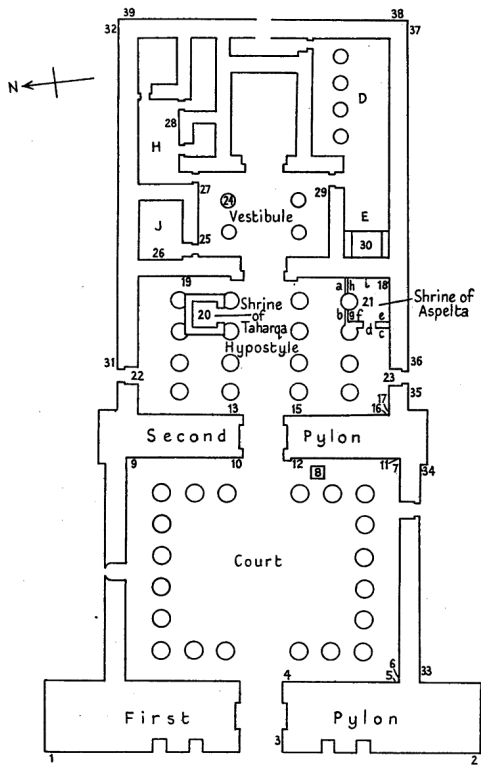 39 38
32 37
N
D
28
H
27 24 29
Vestibule
J 25 E
30
26
19 a h i 18
Shrine of Taharqa 20
21 Shrine of Aspelta
b g f e
d c
Hypostyle
31 36
22 23
35
13 15 17
16
Second Pylon
9 10 12 11 7 34
8
Court
6
4 5 33
First Pylon
3
1 2